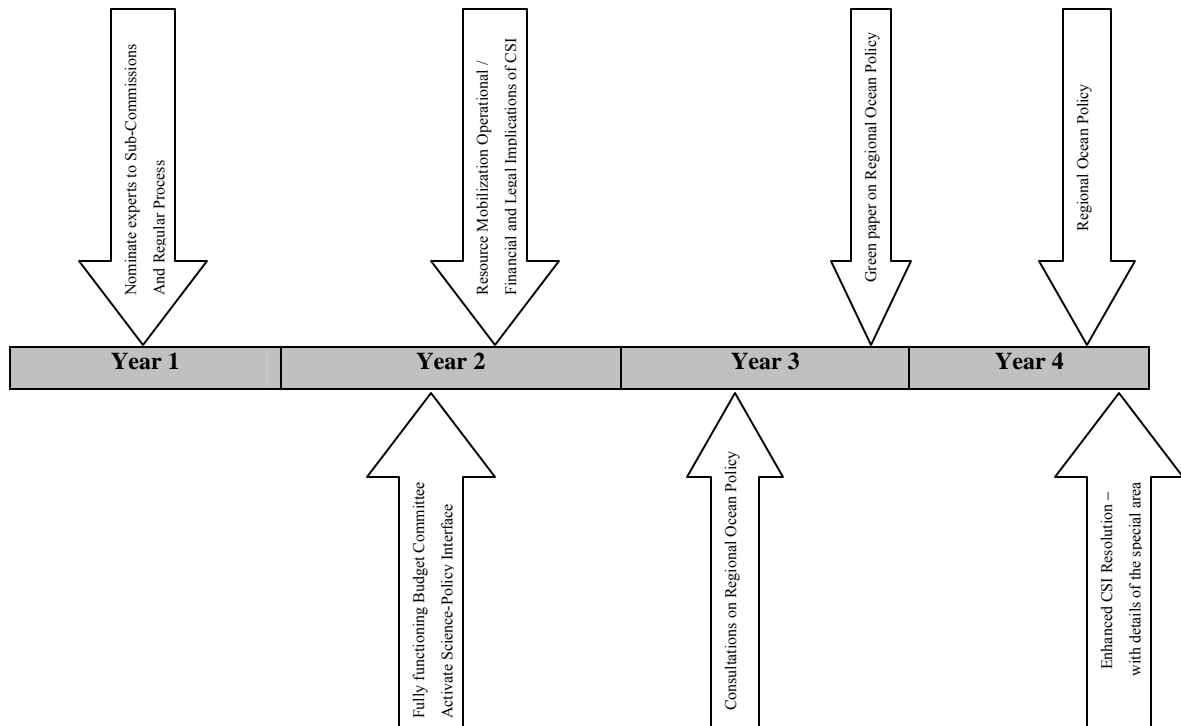 Nominate experts to Sub-Commissions
And Regular Process
Resource Mobilization Operational /
Financial and Legal Implications of CSI
Green paper on Regional Ocean Policy
Regional Ocean Policy
Year 1
Year 2
Year 3
Year 4
Fully functioning Budget Committee
Activate Science-Policy Interface
Consultations on Regional Ocean Policy
Enhanced CSI Resolution –
with details of the special area